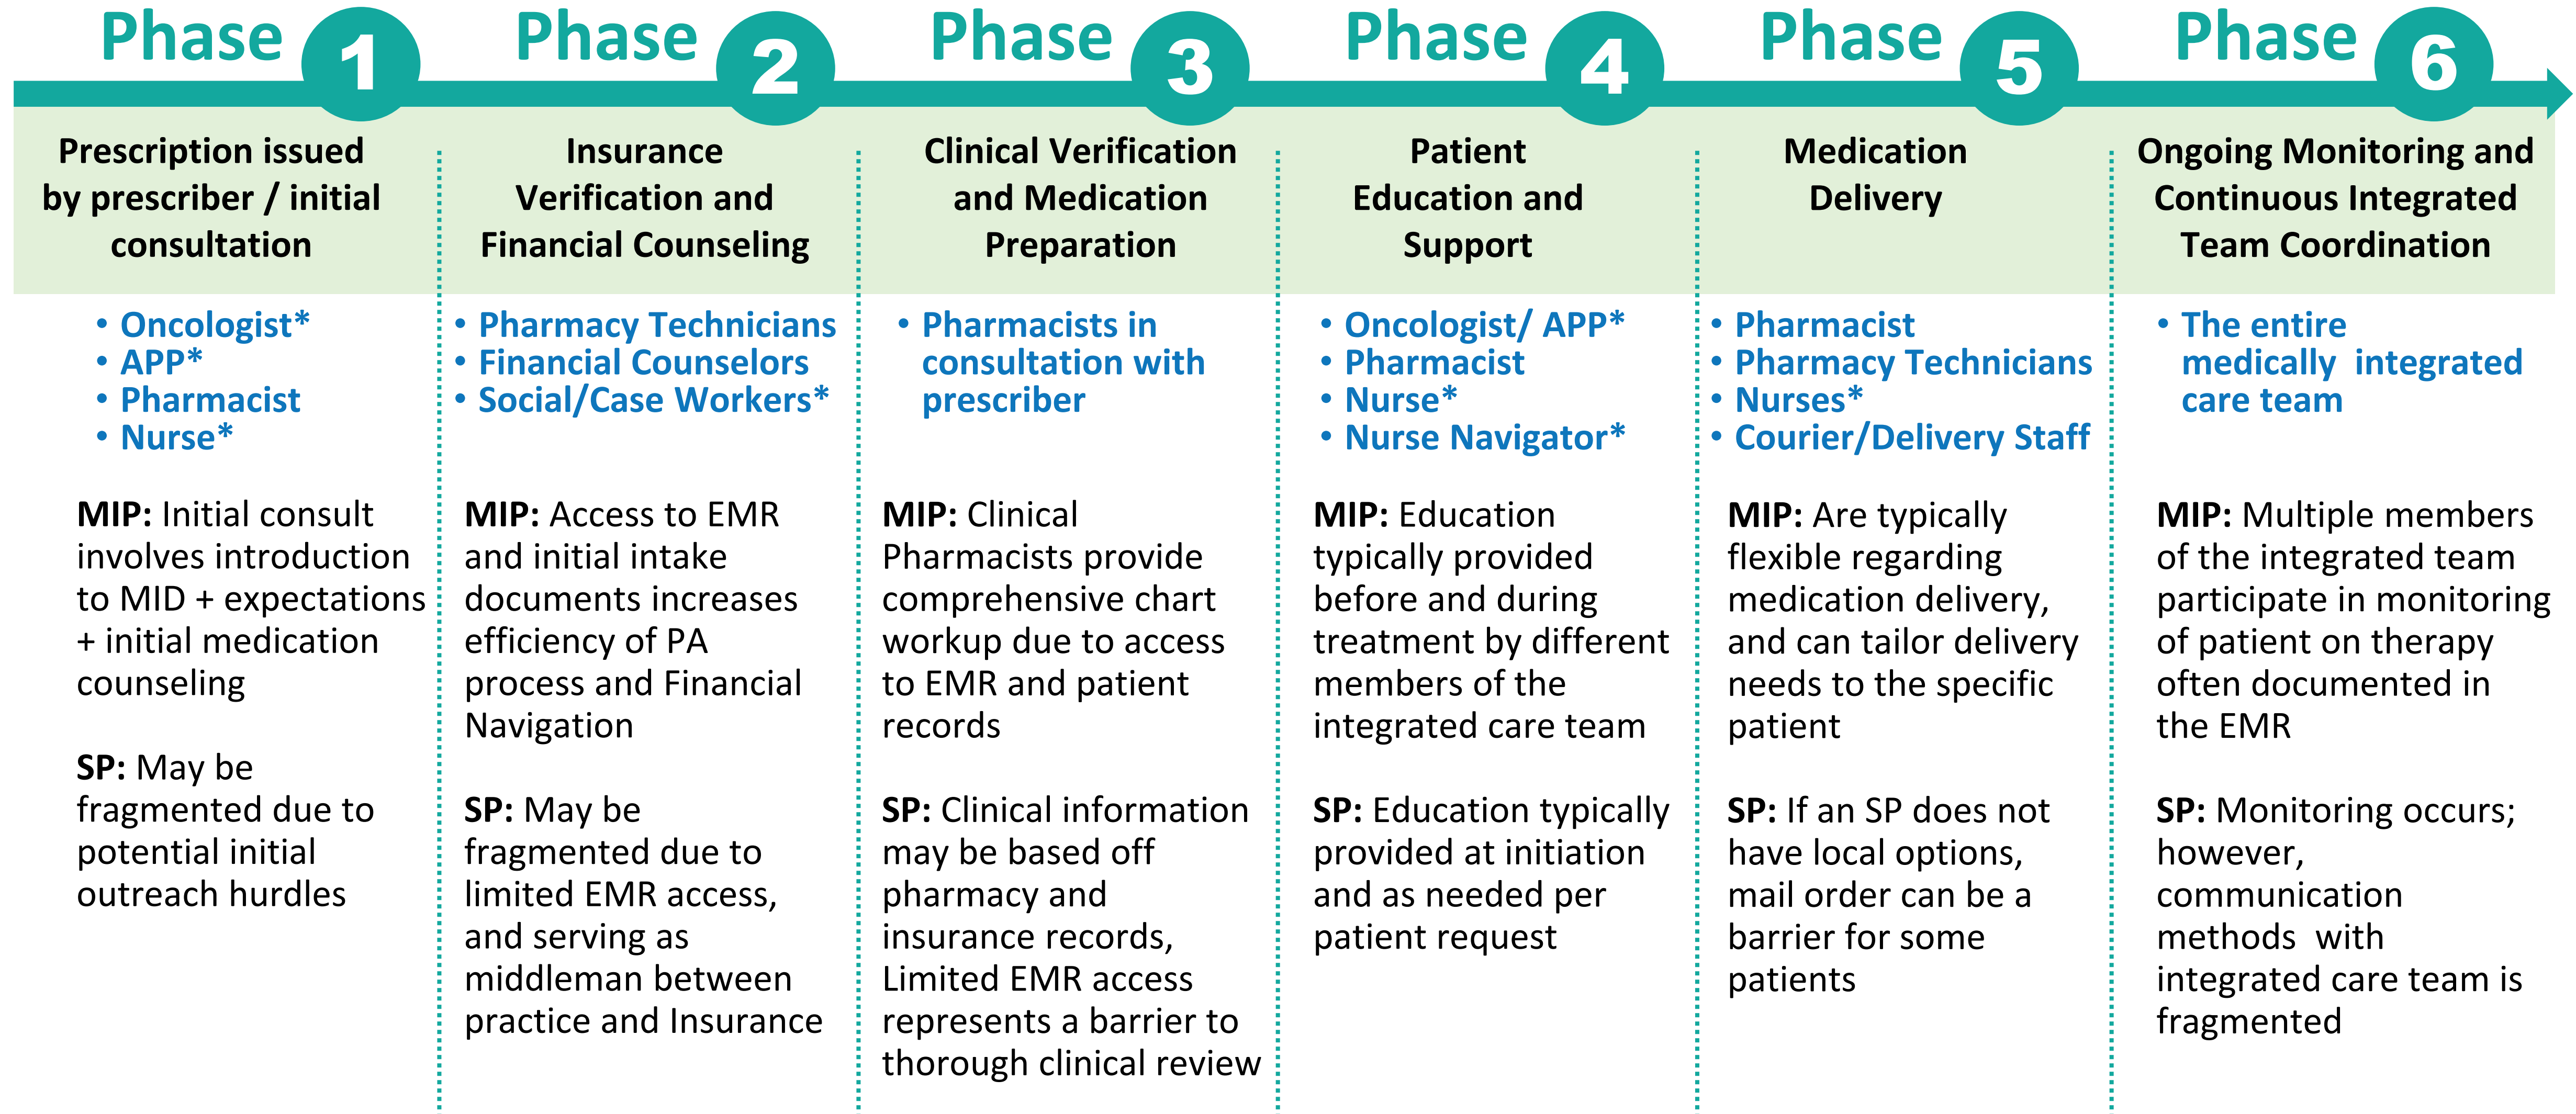 Phase 1
Prescription issued
by prescriber / initial
consultation
• Oncologist*
• APP*
• Pharmacist
• Nurse*
MIP: Initial consult
involves introduction
to MID + expectations
+ initial medication
counseling
SP: May be
fragmented due to
potential initial
outreach hurdles
Phase 2
Insurance
Verification and
Financial Counseling
• Pharmacy Technicians
• Financial Counselors
• Social/Case Workers*
MIP: Access to EMR
and initial intake
documents increases
efficiency of PA
process and Financial
Navigation
SP: May be
fragmented due to
limited EMR access,
and serving as
middleman between
practice and Insurance
Phase 3
Clinical Verification
and Medication
Preparation
• Pharmacists in
consultation with
prescriber
MIP: Clinical
Pharmacists provide
comprehensive chart
workup due to access
to EMR and patient
records
SP: Clinical information
may be based off
pharmacy and
insurance records,
Limited EMR access
represents a barrier to
thorough clinical review
Phase 4
Patient
Education and
Support
• Oncologist/ APP*
• Pharmacist
• Nurse*
• Nurse Navigator*
MIP: Education
typically provided
before and during
treatment by different
members of the
integrated care team
SP: Education typically
provided at initiation
and as needed per
patient request
Phase 5
Medication
Delivery
• Pharmacist
• Pharmacy Technicians
• Nurses*
• Courier/Delivery Staff
MIP: Are typically
flexible regarding
medication delivery,
and can tailor delivery
needs to the specific
patient
SP: If an SP does not
have local options,
mail order can be a
barrier for some
patients
Phase 6
Ongoing Monitoring and
Continuous Integrated
Team Coordination
• The entire
medically integrated
care team
MIP: Multiple members
of the integrated team
participate in monitoring
of patient on therapy
often documented in
the EMR
SP: Monitoring occurs;
however,
communication
methods with
integrated care team is
fragmented